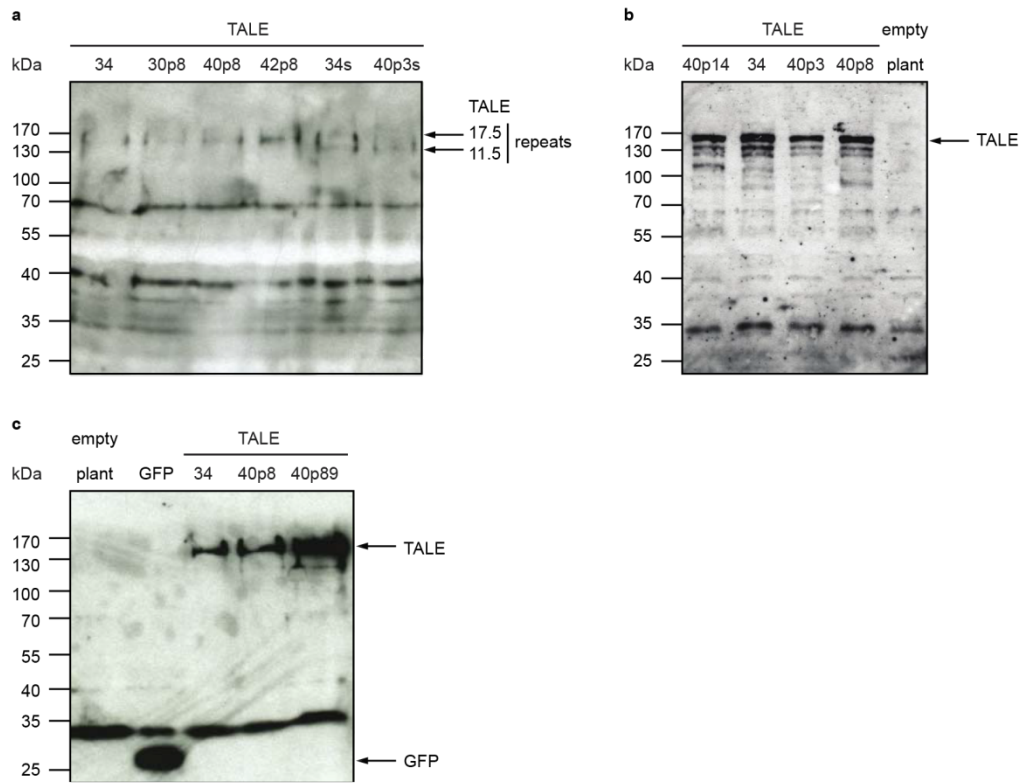 a
TALE
kDa 34 30p8 40p8 42p8 34s 40p3s
TALE
170 17.5
130 11.5 repeats
100
70
55
40
35
25
b
TALE empty
kDa 40p14 34 40p3 40p8 plant
170
130 TALE
100
70
55
40
35
25
c
empty TALE
kDa plant GFP 34 40p8 40p89
170 TALE
130
100
70
55
40
35
25 GFP